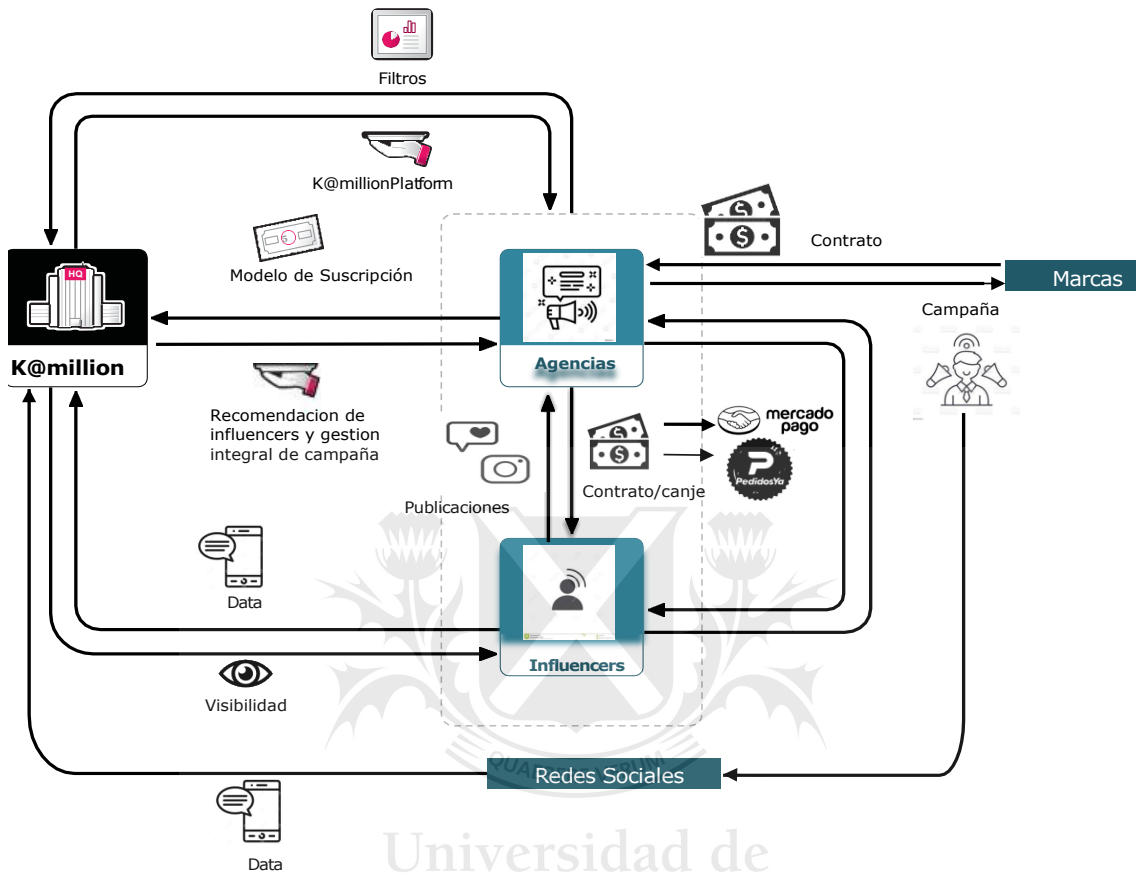 Filtros
K@millionPlatform
Modelo de Suscripción
Contrato
HQ
Marcas
Campaña
K@million
Agencias
Recomendacion de
influencers y gestion
integral de campaña
mercado
pago
PedidosYa
Contrato/canje
Publicaciones
Data
Influencers
Visibilidad
Redes Sociales
Data
Universidad de